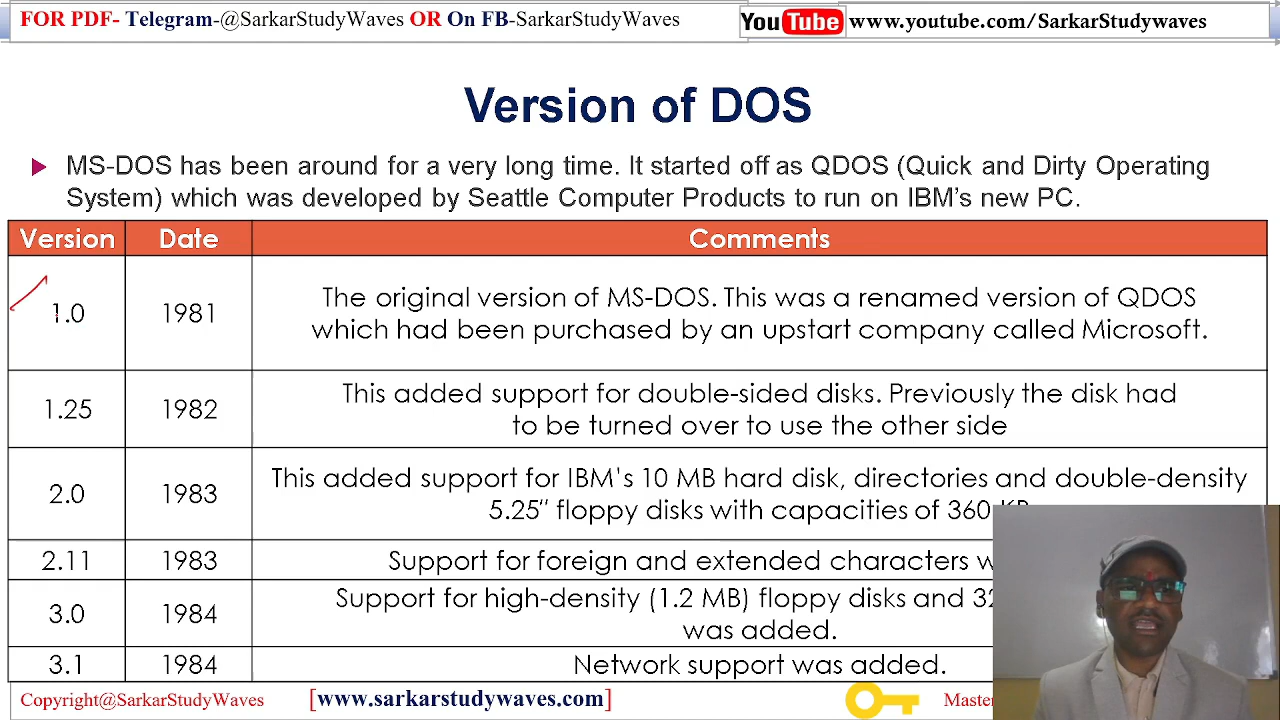 FOR PDF- Telegram-@SarkarStudyWaves OR On FB-SarkarStudyWaves
YouTube www.youtube.com/SarkarStudywaves
Version of DOS
MS-DOS has been around for a very long time. It started off as QDOS (Quick and Dirty Operating
System) which was developed by Seattle Computer Products to run on IBM's new PC.
Version Date Comments
1.0 1981 The original version of MS-DOS. This was a renamed version of QDOS
which had been purchased by an upstart company called Microsoft.
1.25 1982 This added support for double-sided disks. Previously the disk had
to be turned over to use the other side
2.0 1983 This added support for IBM's 10 MB hard disk, directories and double-density
5.25" floppy disks with capacities of 360 KB
2.11 1983 Support for foreign and extended characters
3.0 1984 Support for high-density (1.2 MB) floppy disks and
was added.
3.1 1984 Network support was added.
Copyright@SarkarStudyWaves [www.sarkarstudywaves.com] Master